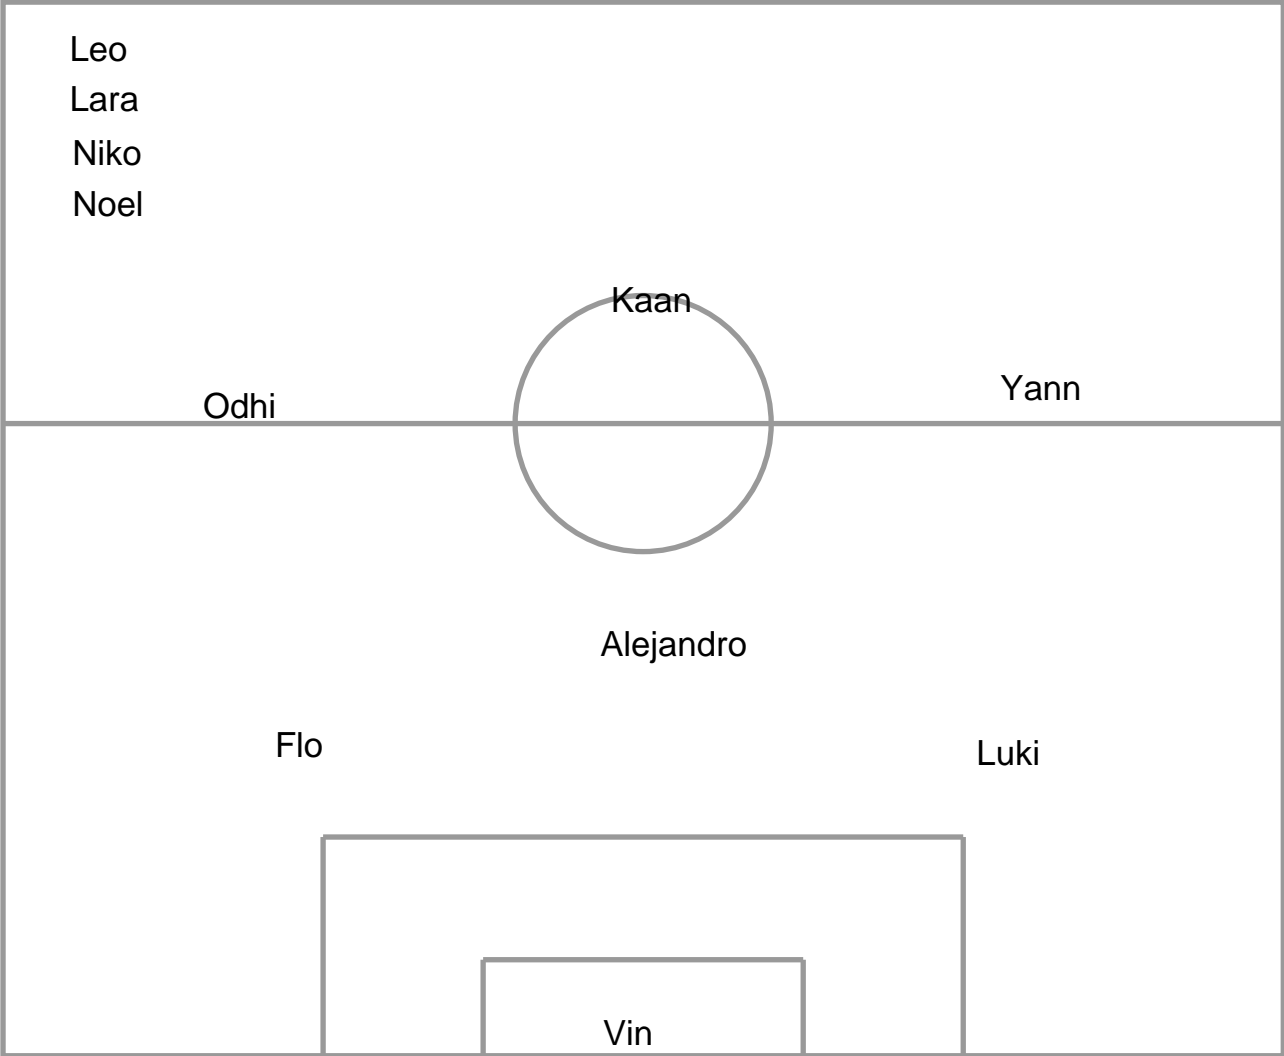 Leo
Lara
Niko
Noel
Kaan
Yann
Odhi
Alejandro
Flo
Luki
Vin